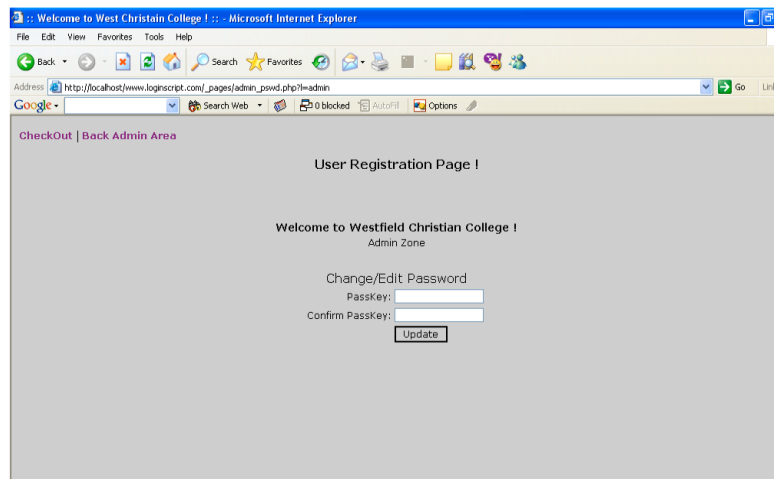 :: Welcome to West Christain College ! :: - Microsoft Internet Explorer
File Edit View Favorites Tools Help
Back Search Favorites
Address http://localhost/www.loginscript.com/_pages/admin_pswd.php?l=admin Go Lin
Google Search Web 0 blocked AutoFill Options
CheckOut | Back Admin Area
User Registration Page !
Welcome to Westfield Christian College !
Admin Zone
Change/Edit Password
PassKey:
Confirm PassKey:
Update